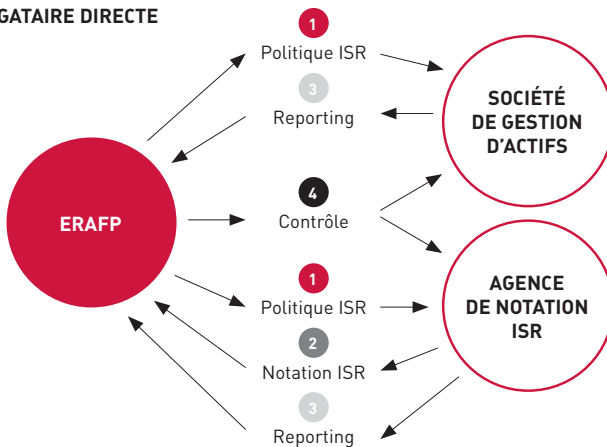 GATAIRE DIRECTE
1
Politique ISR
3
Reporting
SOCIÉTÉ
DE GESTION
D'ACTIFS
ERAFP
4
Contrôle
1
Politique ISR
AGENCE
DE NOTATION
ISR
2
Notation ISR
3
Reporting